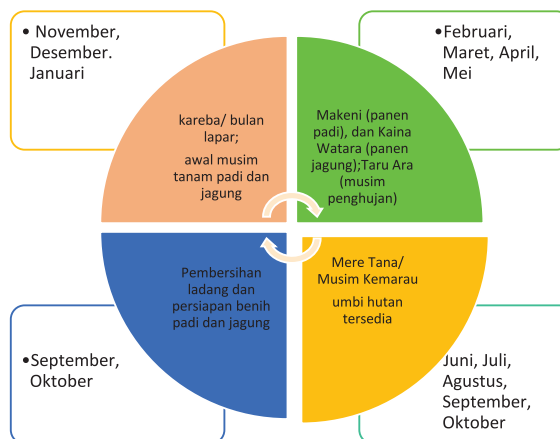 • November,
Desember.
Januari
•Februari,
Maret, April,
Mei
kareba/ bulan
lapar;
awal musim
tanam padi dan
jagung
Makeni (panen
padi), dan Kaina
Watara (panen
jagung);Taru Ara
(musim
penghujan)
Pembersihan
ladang dan
persiapan benih
padi dan jagung
Mere Tana/
Musim Kemarau
umbi hutan
tersedia
•September,
Oktober
Juni, Juli,
Agustus,
September,
Oktober